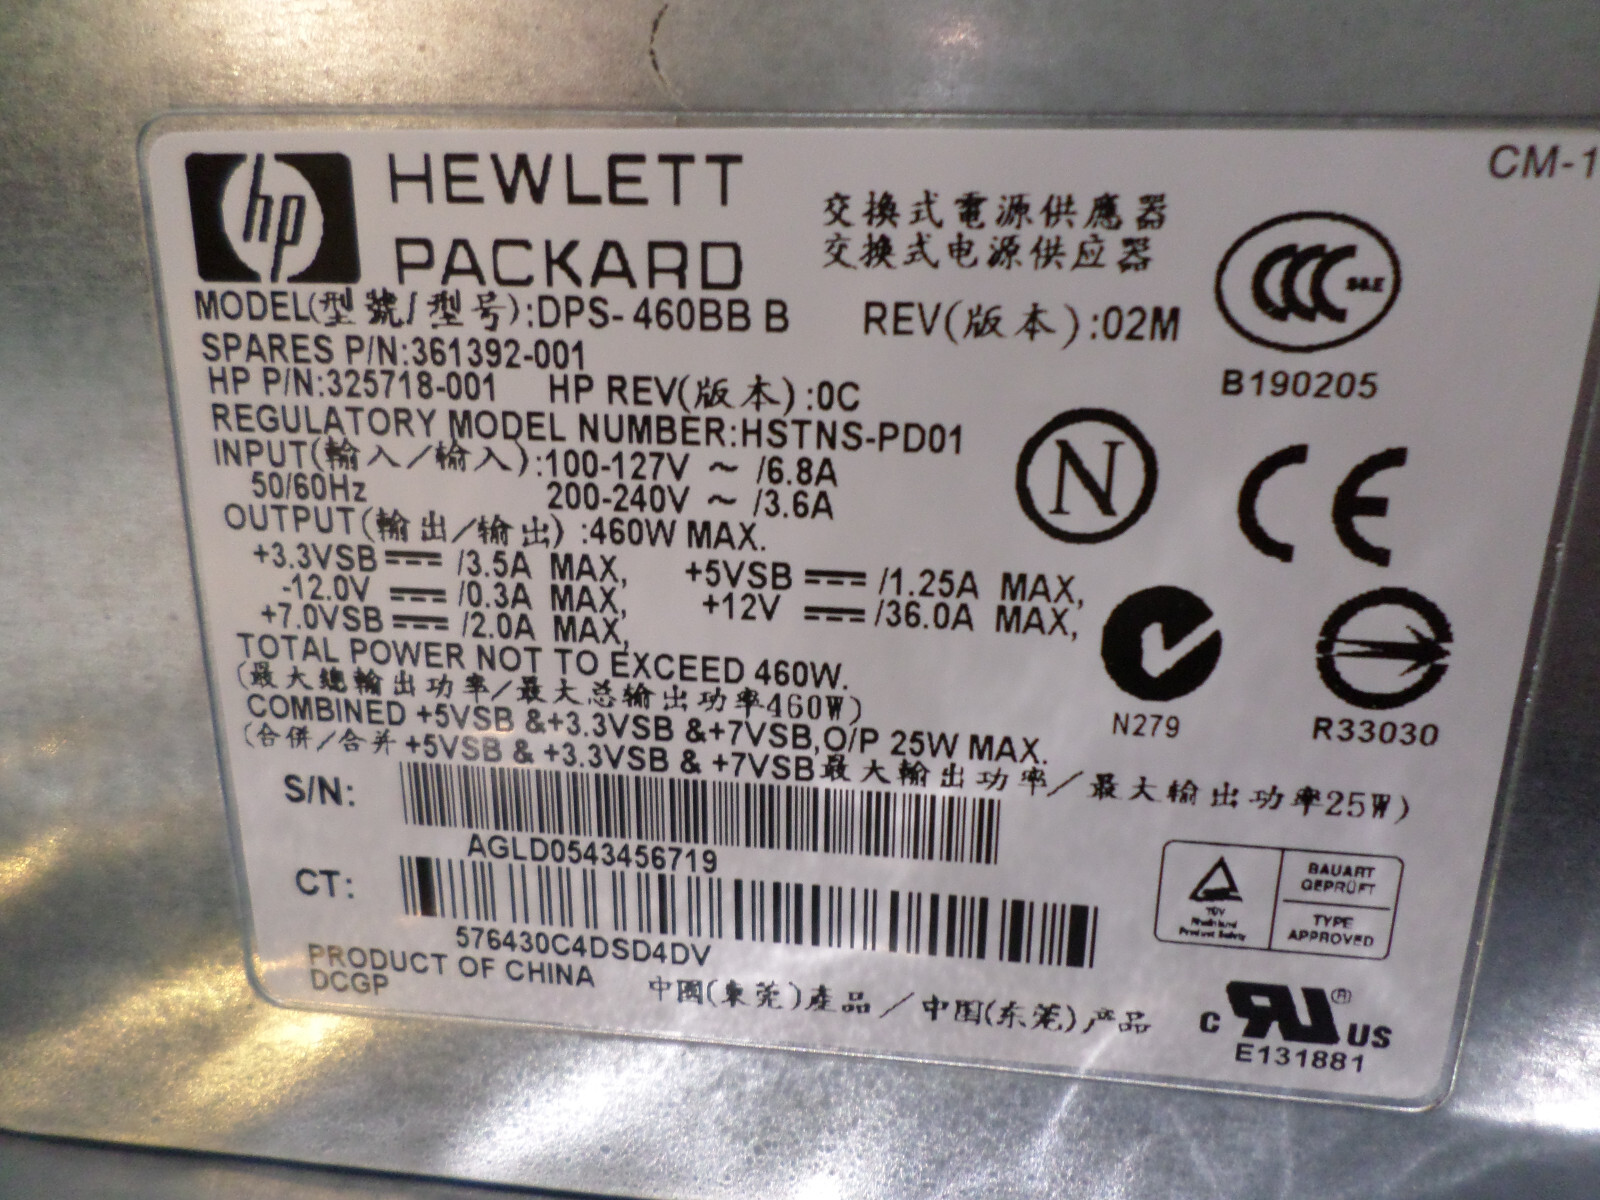 hp HEWLETT
PACKARD
CM-1
交換式電源供應器
交换式电源供应器
MODEL(型號/型号):DPS-460BB B REV(版本):02M
SPARES P/N:361392-001
HP P/N:325718-001 HP REV(版本):0C
REGULATORY MODEL NUMBER:HSTNS-PD01
INPUT(輸入/输入):100-127V ~ /6.8A
50/60Hz 200-240V ~ /3.6A
OUTPUT(輸出/输出):460W MAX.
+3.3VSB⎓/3.5A MAX, +5VSB⎓/1.25A MAX,
-12.0V ⎓/0.3A MAX, +12V ⎓/36.0A MAX,
+7.0VSB⎓/2.0A MAX,
TOTAL POWER NOT TO EXCEED 460W.
(最大總輸出功率/最大总输出功率460W)
COMBINED +5VSB &+3.3VSB &+7VSB,O/P 25W MAX.
(合併/合并 +5VSB & +3.3VSB & +7VSB最大輸出功率/最大输出功率25W)
S/N:
AGLD0543456719
CT:
576430C4DSD4DV
PRODUCT OF CHINA
DCGP
中國(東莞)產品/中国(东莞)产品
CCC S&E
B190205
N
CE
N279
R33030
TÜV
Rheinland
Product Safety
BAUART
GEPRÜFT
TYPE
APPROVED
c RU ® US
E131881